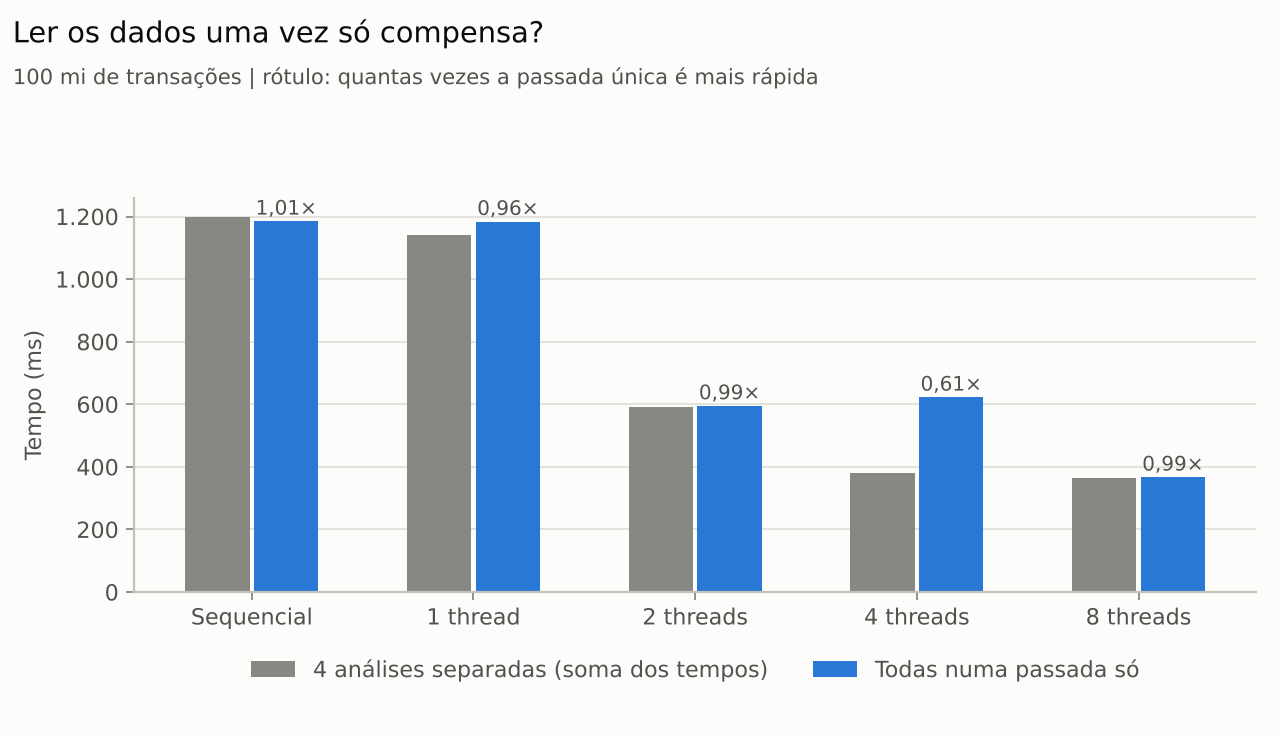 Ler os dados uma vez só compensa?
100 mi de transações | rótulo: quantas vezes a passada única é mais rápida
Tempo (ms)
1.200
1.000
800
600
400
200
0
1,01×
0,96×
0,99×
0,61×
0,99×
Sequencial
1 thread
2 threads
4 threads
8 threads
4 análises separadas (soma dos tempos)
Todas numa passada só